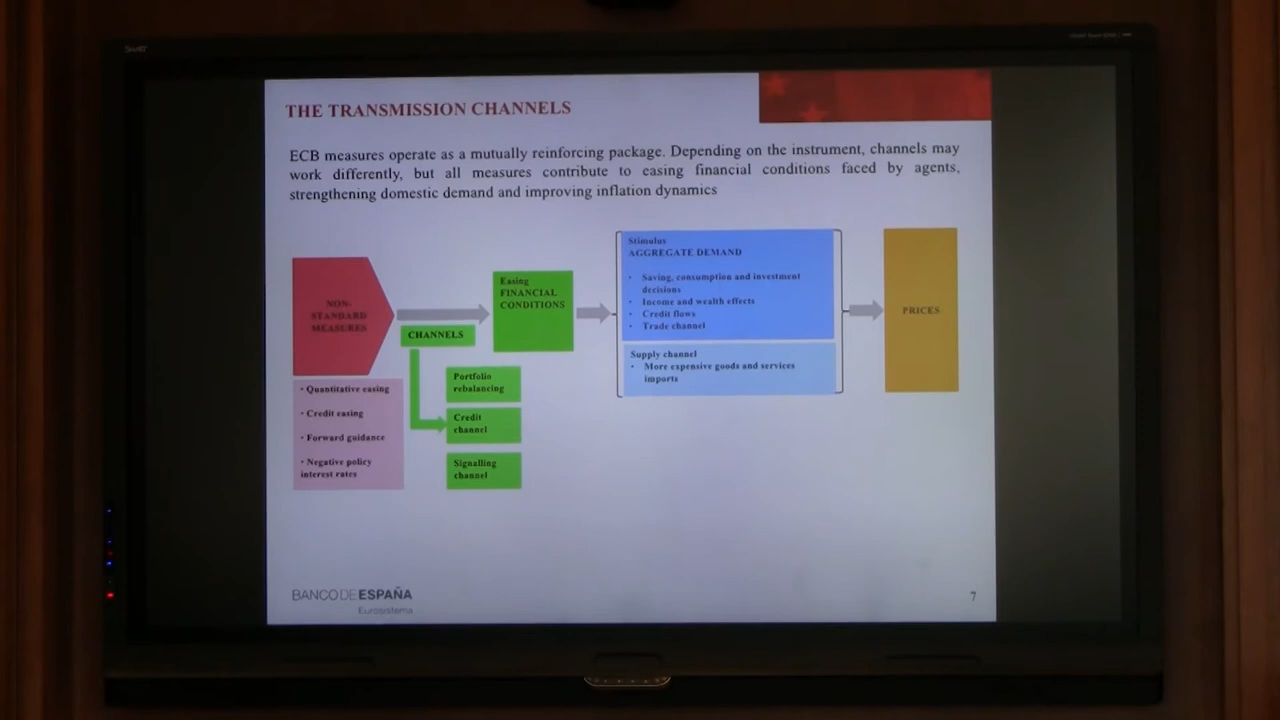 SMART
THE TRANSMISSION CHANNELS
ECB measures operate as a mutually reinforcing package. Depending on the instrument, channels may
work differently, but all measures contribute to easing financial conditions faced by agents,
strengthening domestic demand and improving inflation dynamics
NON-
STANDARD
MEASURES
• Quantitative easing
• Credit easing
• Forward guidance
• Negative policy
interest rates
CHANNELS
Portfolio
rebalancing
Credit
channel
Signalling
channel
Easing
FINANCIAL
CONDITIONS
Stimulus
AGGREGATE DEMAND
• Saving, consumption and investment
decisions
• Income and wealth effects
• Credit flows
• Trade channel
Supply channel
• More expensive goods and services
imports
PRICES
BANCO DE ESPAÑA
Eurosistema
7